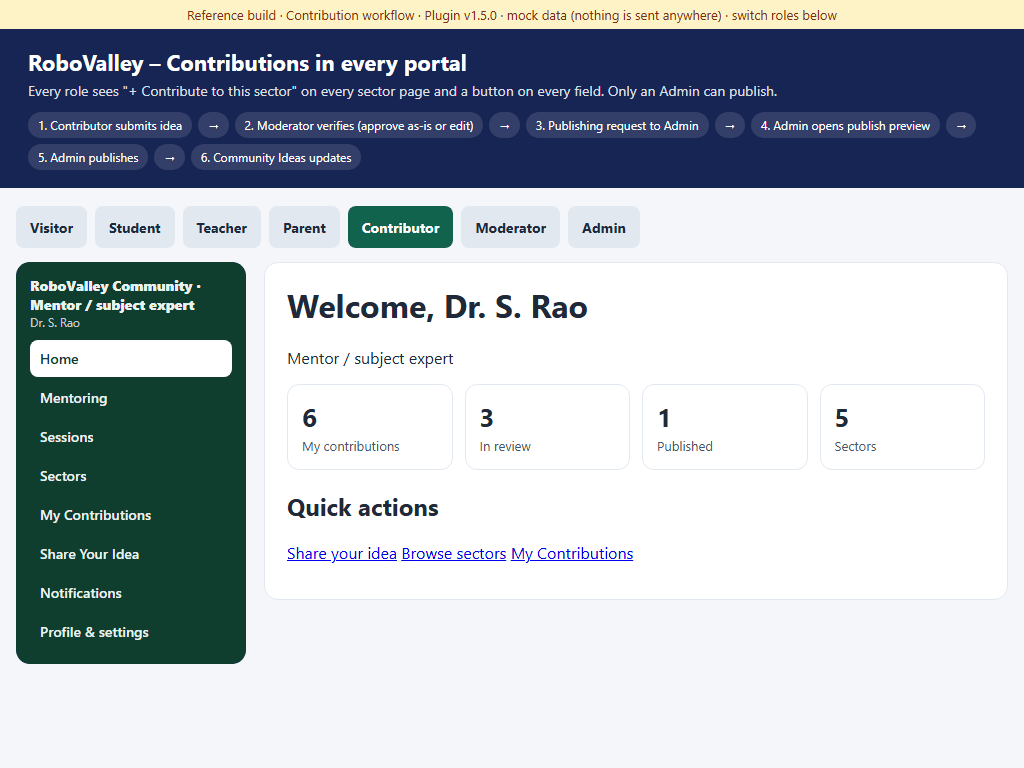 Reference build · Contribution workflow · Plugin v1.5.0 · mock data (nothing is sent anywhere) · switch roles below
RoboValley – Contributions in every portal
Every role sees "+ Contribute to this sector" on every sector page and a button on every field. Only an Admin can publish.
1. Contributor submits idea → 2. Moderator verifies (approve as-is or edit) → 3. Publishing request to Admin → 4. Admin opens publish preview →
5. Admin publishes → 6. Community Ideas updates
Visitor Student Teacher Parent Contributor Moderator Admin
RoboValley Community ·
Mentor / subject expert
Dr. S. Rao
Home
Mentoring
Sessions
Sectors
My Contributions
Share Your Idea
Notifications
Profile & settings
Welcome, Dr. S. Rao
Mentor / subject expert
6 3 1 5
My contributions In review Published Sectors
Quick actions
Share your idea Browse sectors My Contributions